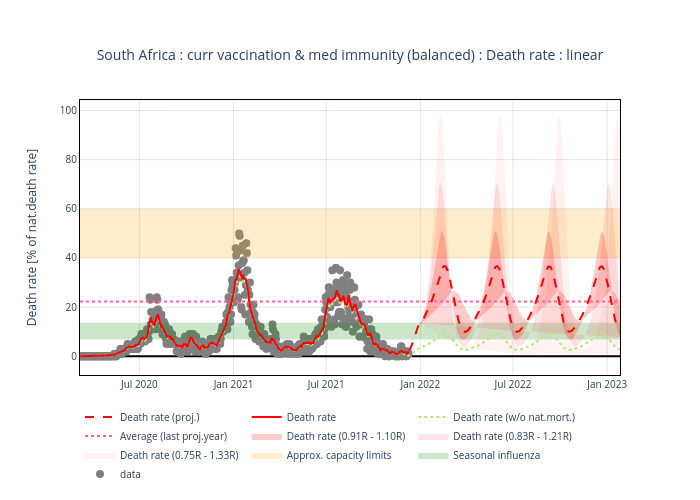 South Africa : curr vaccination & med immunity (balanced) : Death rate : linear
Death rate [% of nat.death rate]
100
80
60
40
20
0
Jul 2020
Jan 2021
Jul 2021
Jan 2022
Jul 2022
Jan 2023
Death rate (proj.)
Death rate
Death rate (w/o nat.mort.)
Average (last proj.year)
Death rate (0.91R - 1.10R)
Death rate (0.83R - 1.21R)
Death rate (0.75R - 1.33R)
Approx. capacity limits
Seasonal influenza
data